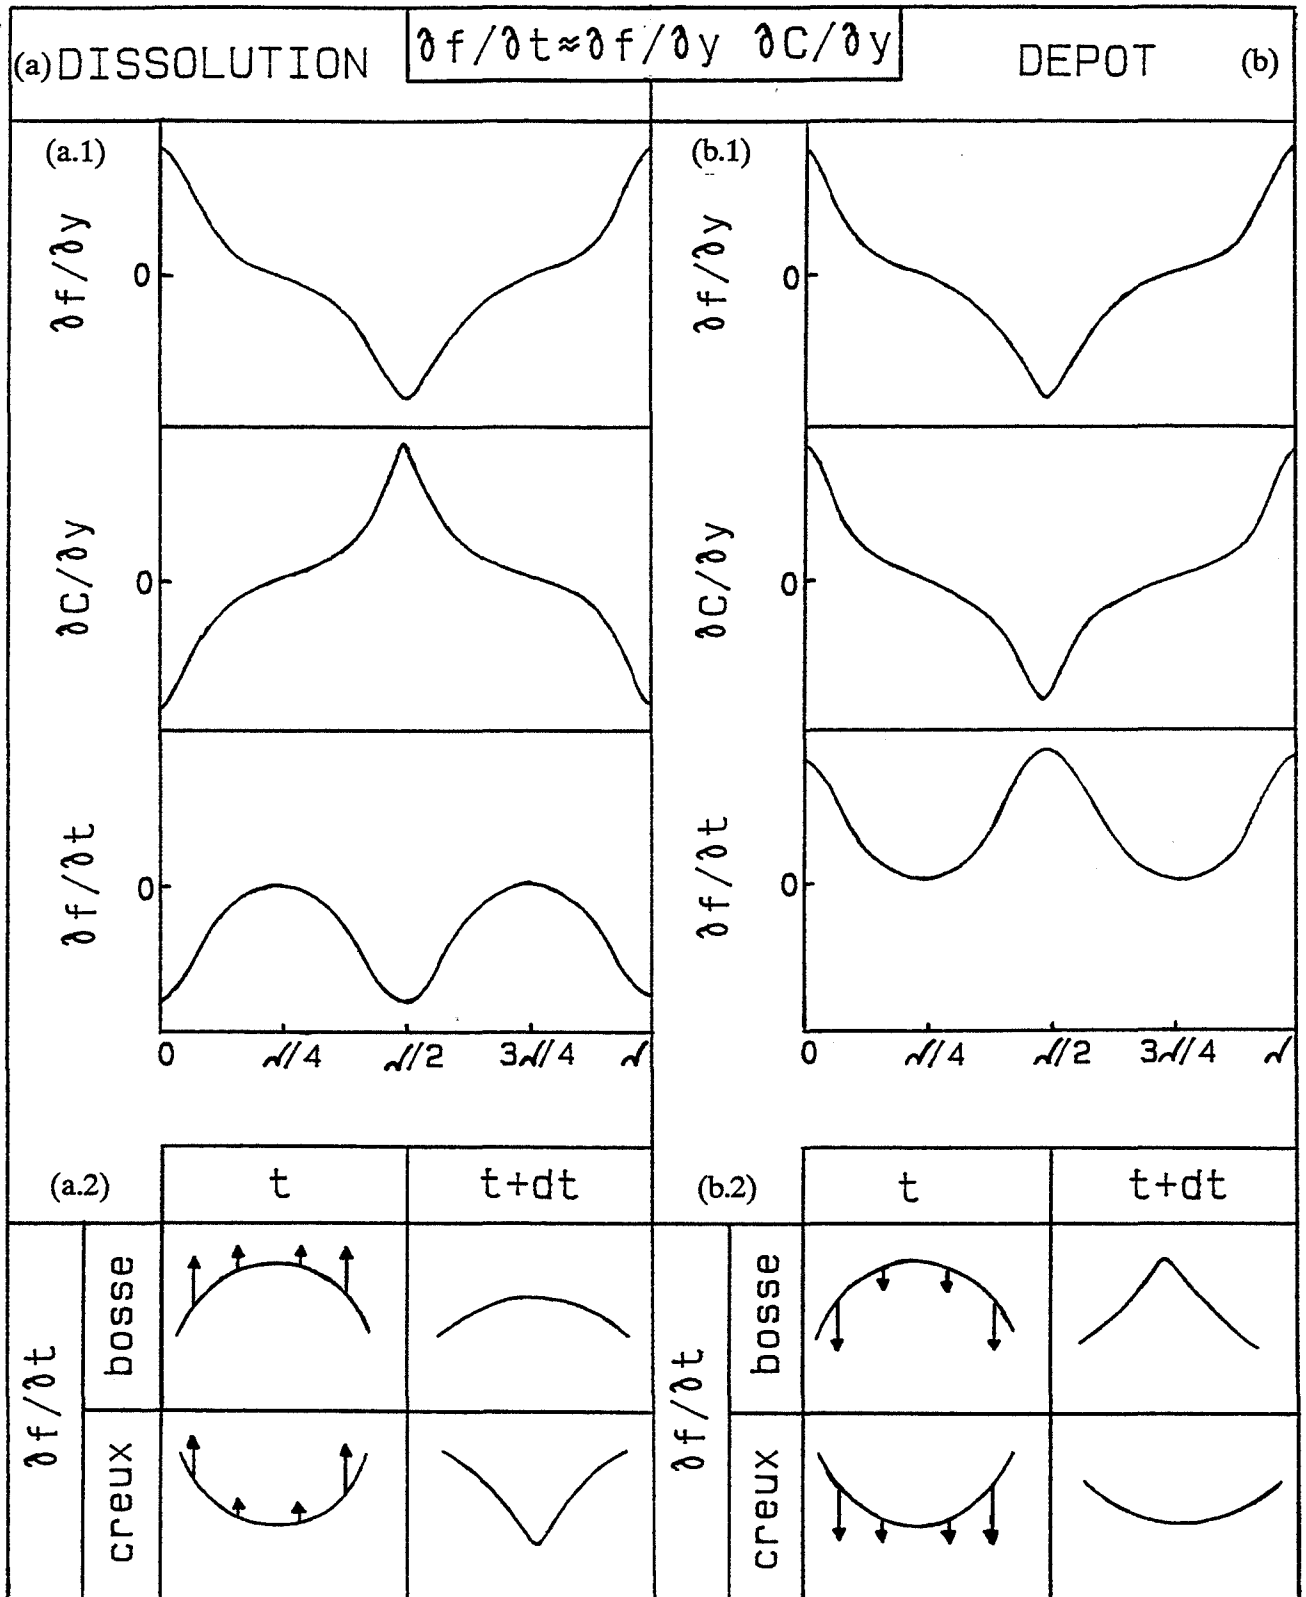 (a) DISSOLUTION
∂f/∂t≈∂f/∂y ∂C/∂y
DEPOT (b)
(a.1)
∂f/∂y
0
∂C/∂y
0
∂f/∂t
0
0 𝜆/4 𝜆/2 3𝜆/4 𝜆
(b.1)
∂f/∂y
0
∂C/∂y
0
∂f/∂t
0
0 𝜆/4 𝜆/2 3𝜆/4 𝜆
(a.2)
t
t+dt
∂f/∂t
bosse
creux
(b.2)
t
t+dt
∂f/∂t
bosse
creux